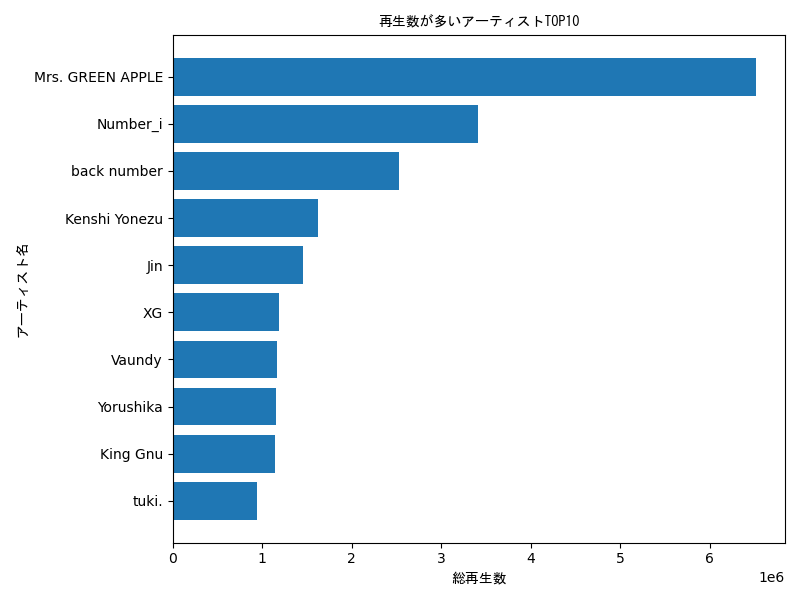 再生数が多いアーティストTOP10
アーティスト名
Mrs. GREEN APPLE
Number_i
back number
Kenshi Yonezu
Jin
XG
Vaundy
Yorushika
King Gnu
tuki.
0 1 2 3 4 5 6
1e6
総再生数